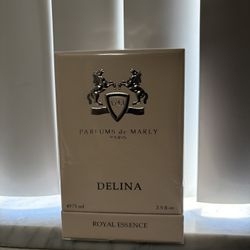 PARFUMS de MARLY
PARIS
DELINA
℮75 ml 2.5 fl.oz
ROYAL ESSENCE